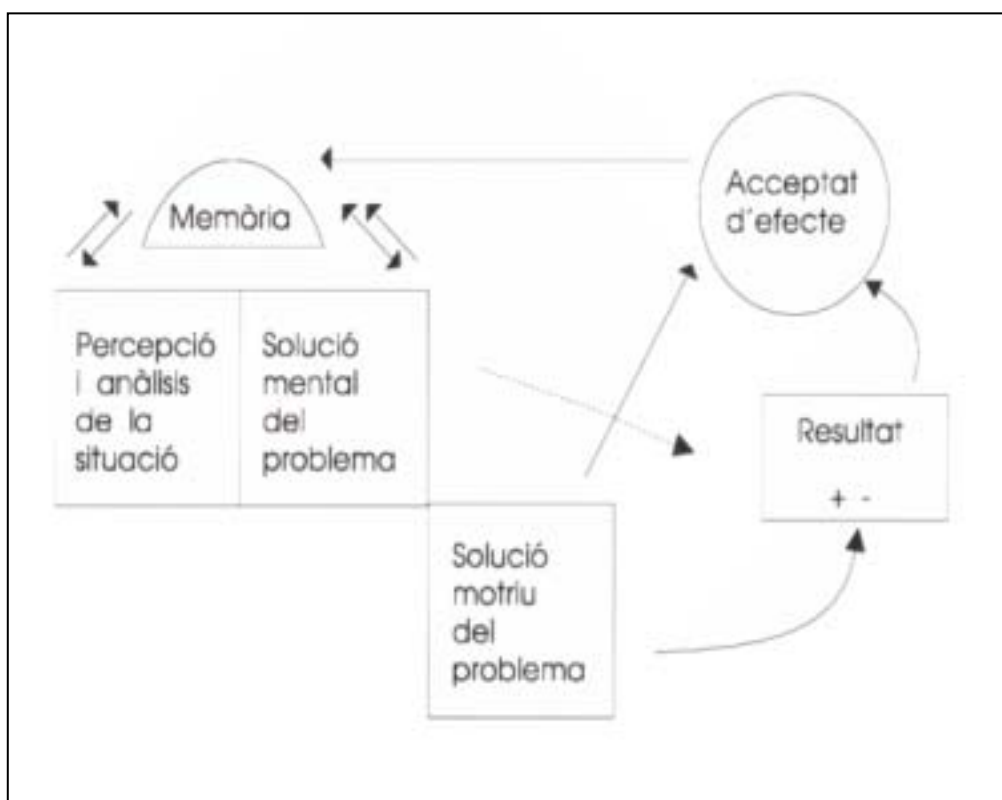 Memòria
Acceptat
d'efecte
Percepció
i anàlisis
de la
situació
Solució
mental
del
problema
Resultat
+ -
Solució
motriu
del
problema